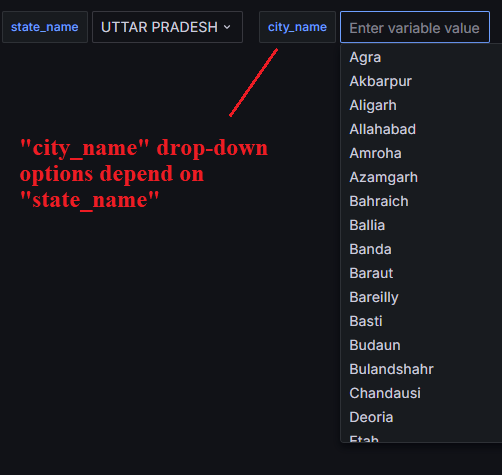 state_name UTTAR PRADESH city_name Enter variable value
Agra
Akbarpur
Aligarh
Allahabad
Amroha
Azamgarh
Bahraich
Ballia
Banda
Baraut
Bareilly
Basti
Budaun
Bulandshahr
Chandausi
Deoria
Etah
"city_name" drop-down
options depend on
"state_name"